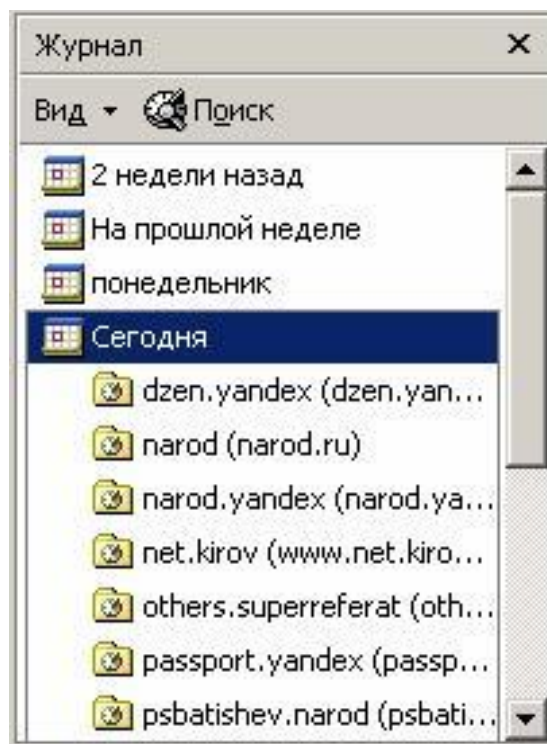 Журнал
Вид Поиск
2 недели назад
На прошлой неделе
понедельник
Сегодня
dzen.yandex (dzen.yan...
narod (narod.ru)
narod.yandex (narod.ya...
net.kirov (www.net.kiro...
others.superreferat (oth...
passport.yandex (passp...
psbatishev.narod (psbati...